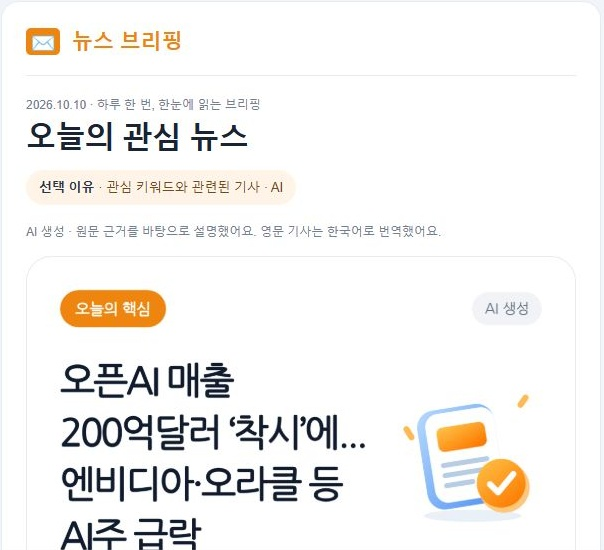 뉴스 브리핑
2026.10.10 · 하루 한 번, 한눈에 읽는 브리핑
오늘의 관심 뉴스
선택 이유 · 관심 키워드와 관련된 기사 · AI
AI 생성 · 원문 근거를 바탕으로 설명했어요. 영문 기사는 한국어로 번역했어요.
오늘의 핵심
AI 생성
오픈AI 매출
200억달러 ‘착시’에…
엔비디아·오라클 등
AI주 급락